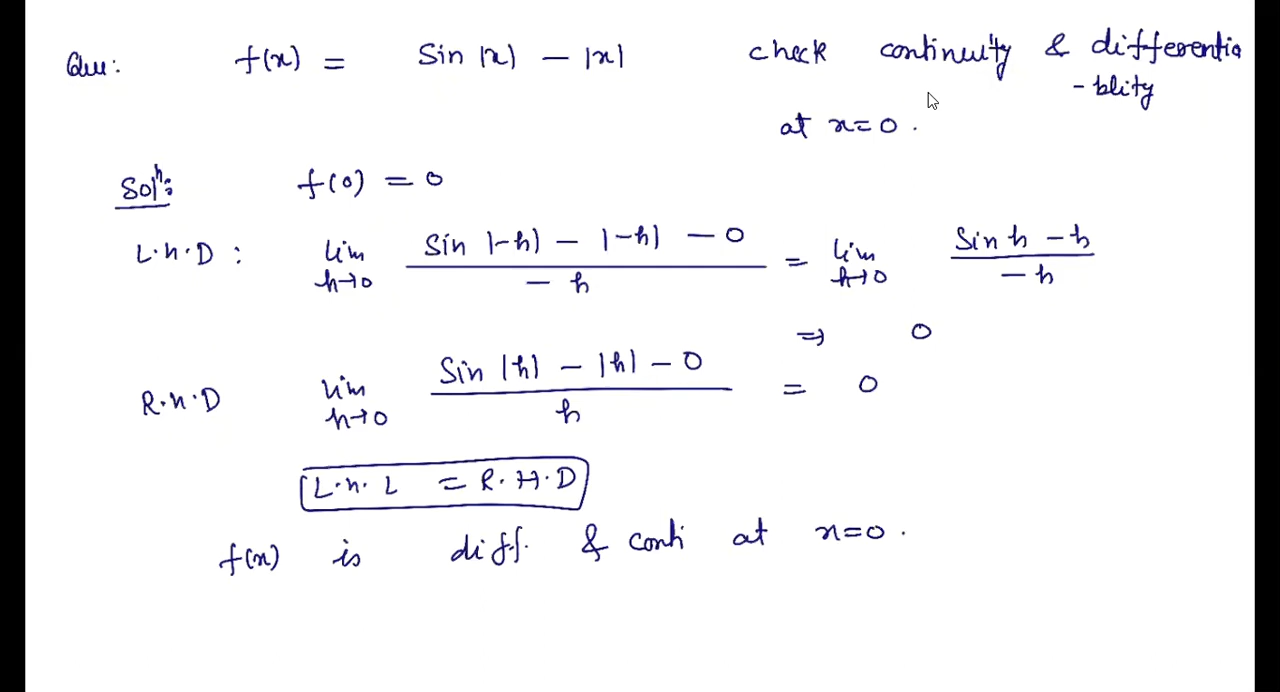 Que: f(x) = Sin |x| - |x| check continuity & differentia
- blity
at x=0 .
Solⁿ: f(0) = 0
L.H.D : lim h→0 (Sin |-h| - |-h| - 0) / (-h) = lim h→0 (Sin h - h) / (-h)
⇒ 0
R.H.D lim h→0 (Sin |h| - |h| - 0) / h = 0
L.H. L = R.H.D
f(x) is diff. & conti at x=0 .